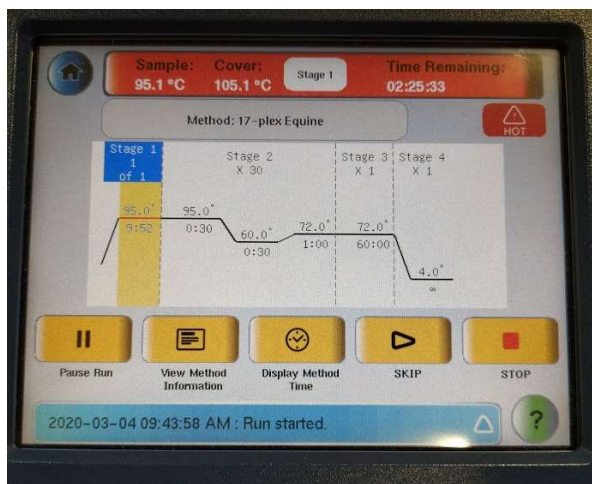 Sample: Cover: Stage 1 Time Remaining:
95.1 °C 105.1 °C 02:25:33
Method: 17-plex Equine
HOT
Stage 1 Stage 2 Stage 3 Stage 4
1 X 30 X 1 X 1
of 1
95.0° 95.0° 60.0° 72.0° 72.0° 4.0°
9:52 0:30 0:30 1:00 60:00 ∞
Pause Run
View Method
Information
Display Method
Time
SKIP
STOP
2020-03-04 09:43:58 AM : Run started.
?